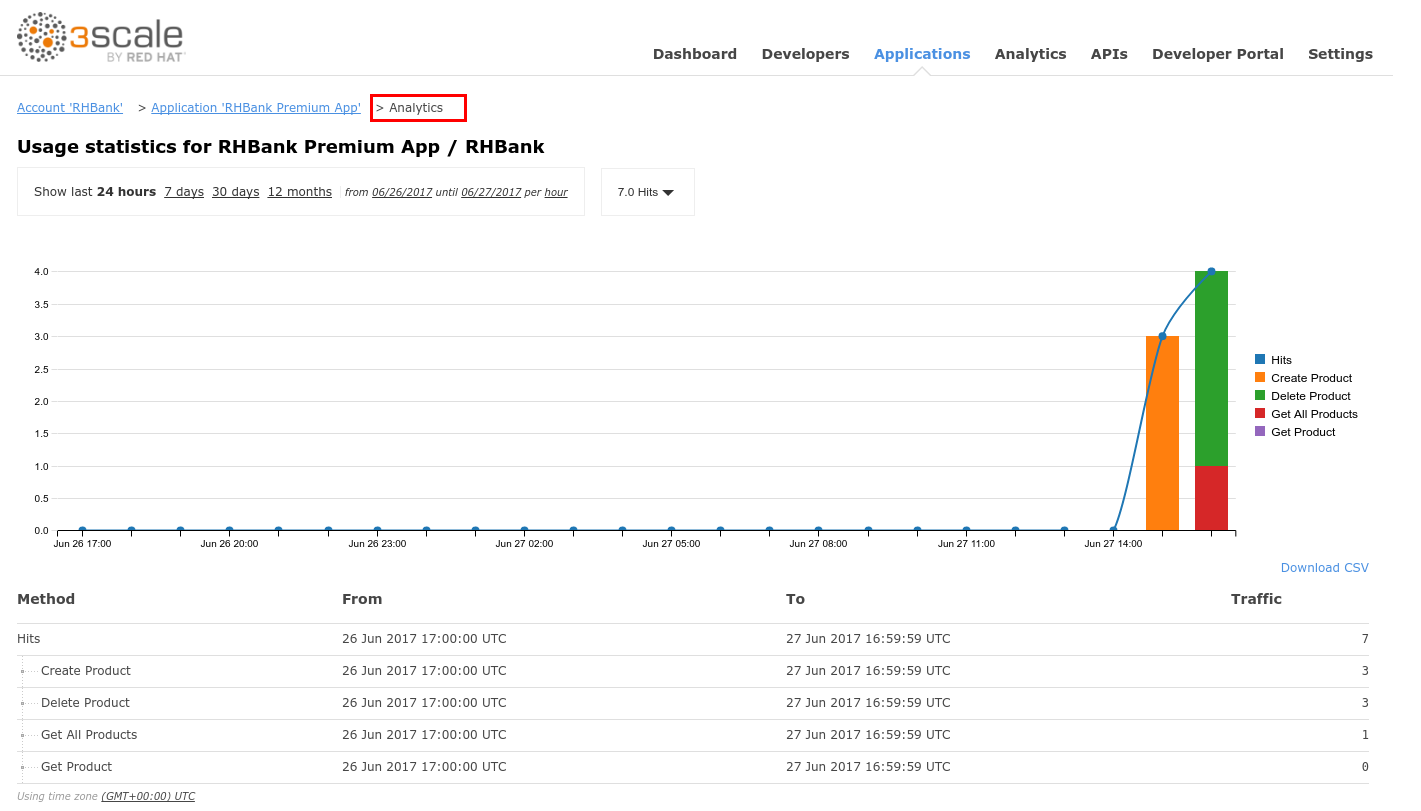 3scale
BY RED HAT
Dashboard Developers Applications Analytics APIs Developer Portal Settings
Account 'RHBank' > Application 'RHBank Premium App' > Analytics
Usage statistics for RHBank Premium App / RHBank
Show last 24 hours 7 days 30 days 12 months from 06/26/2017 until 06/27/2017 per hour
7.0 Hits
4.0
3.5
3.0
2.5
2.0
1.5
1.0
0.5
0.0
Jun 26 17:00 Jun 26 20:00 Jun 26 23:00 Jun 27 02:00 Jun 27 05:00 Jun 27 08:00 Jun 27 11:00 Jun 27 14:00
Hits
Create Product
Delete Product
Get All Products
Get Product
Download CSV
Method From To Traffic
Hits 26 Jun 2017 17:00:00 UTC 27 Jun 2017 16:59:59 UTC 7
Create Product 26 Jun 2017 17:00:00 UTC 27 Jun 2017 16:59:59 UTC 3
Delete Product 26 Jun 2017 17:00:00 UTC 27 Jun 2017 16:59:59 UTC 3
Get All Products 26 Jun 2017 17:00:00 UTC 27 Jun 2017 16:59:59 UTC 1
Get Product 26 Jun 2017 17:00:00 UTC 27 Jun 2017 16:59:59 UTC 0
Using time zone (GMT+00:00) UTC